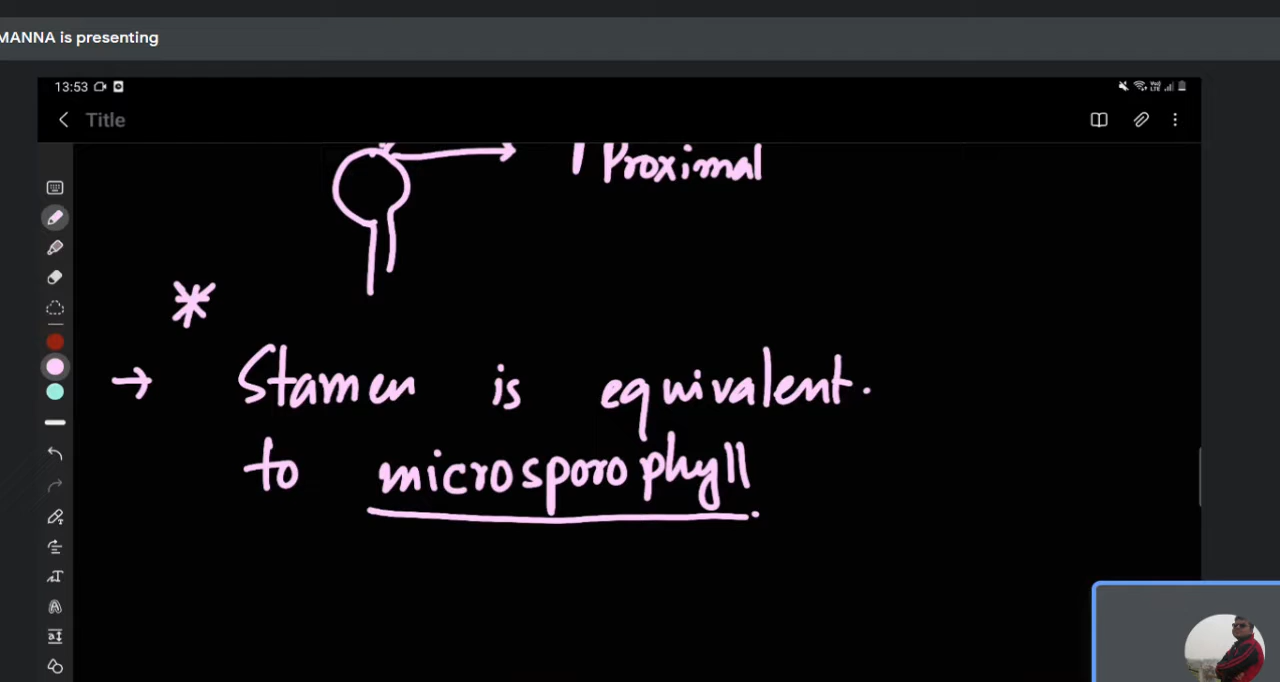 MANNA is presenting
13:53
Title
Proximal
*
→ Stamen is equivalent.
to microsporophyll.